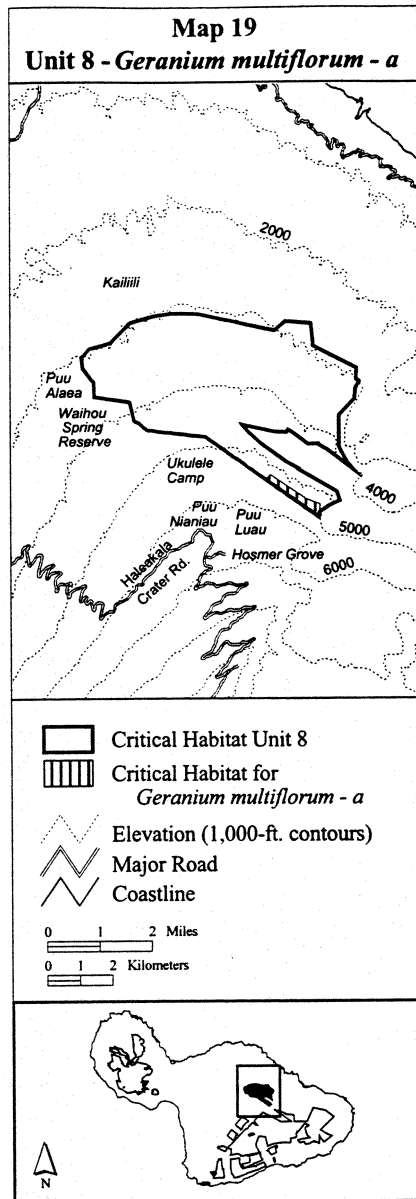 Map 19
Unit 8 - Geranium multiflorum - a
2000
Kailiili
Puu
Alaea
Waihou
Spring
Reserve
Ukulele
Camp
4000
Puu
Nianiau
Puu
Luau
5000
Hosmer Grove
6000
Haleakala
Crater Rd.
Critical Habitat Unit 8
Critical Habitat for
Geranium multiflorum - a
Elevation (1,000-ft. contours)
Major Road
Coastline
0 1 2 Miles
0 1 2 Kilometers
N